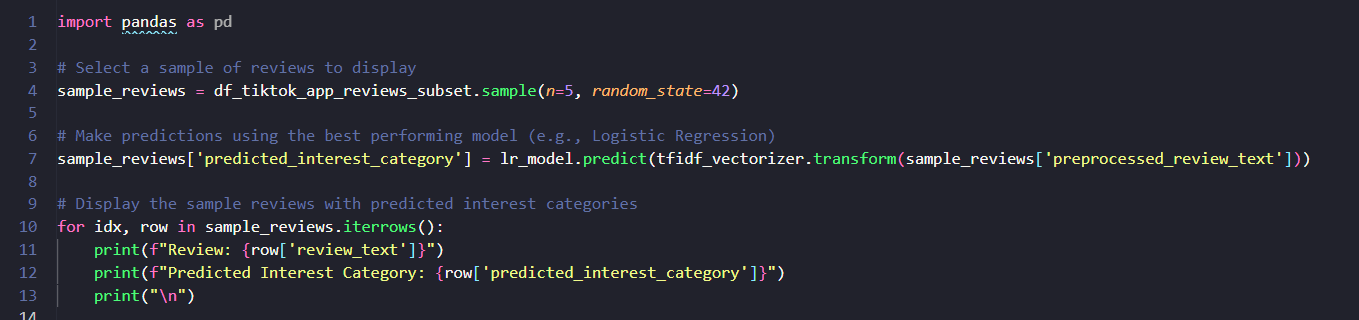 1 import pandas as pd
2
3 # Select a sample of reviews to display
4 sample_reviews = df_tiktok_app_reviews_subset.sample(n=5, random_state=42)
5
6 # Make predictions using the best performing model (e.g., Logistic Regression)
7 sample_reviews['predicted_interest_category'] = lr_model.predict(tfidf_vectorizer.transform(sample_reviews['preprocessed_review_text']))
8
9 # Display the sample reviews with predicted interest categories
10 for idx, row in sample_reviews.iterrows():
11     print(f"Review: {row['review_text']}")
12     print(f"Predicted Interest Category: {row['predicted_interest_category']}")
13     print("\n")
14